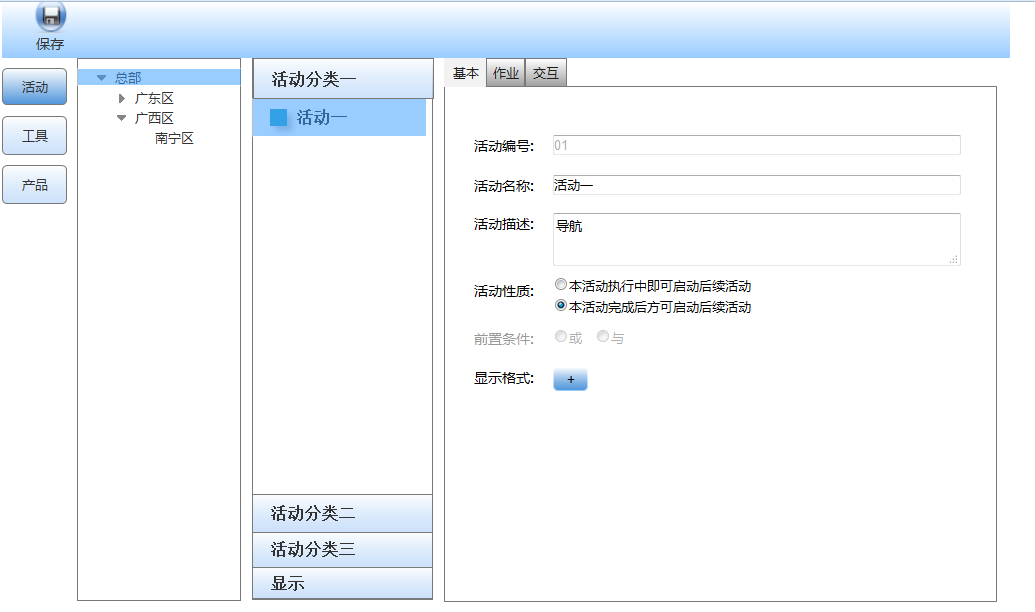 保存
活动
工具
产品
总部
广东区
广西区
南宁区
活动分类一
活动一
活动分类二
活动分类三
显示
基本 作业 交互
活动编号: 01
活动名称: 活动一
活动描述: 导航
活动性质: 本活动执行中即可启动后续活动
本活动完成后方可启动后续活动
前置条件: 或 与
显示格式: +